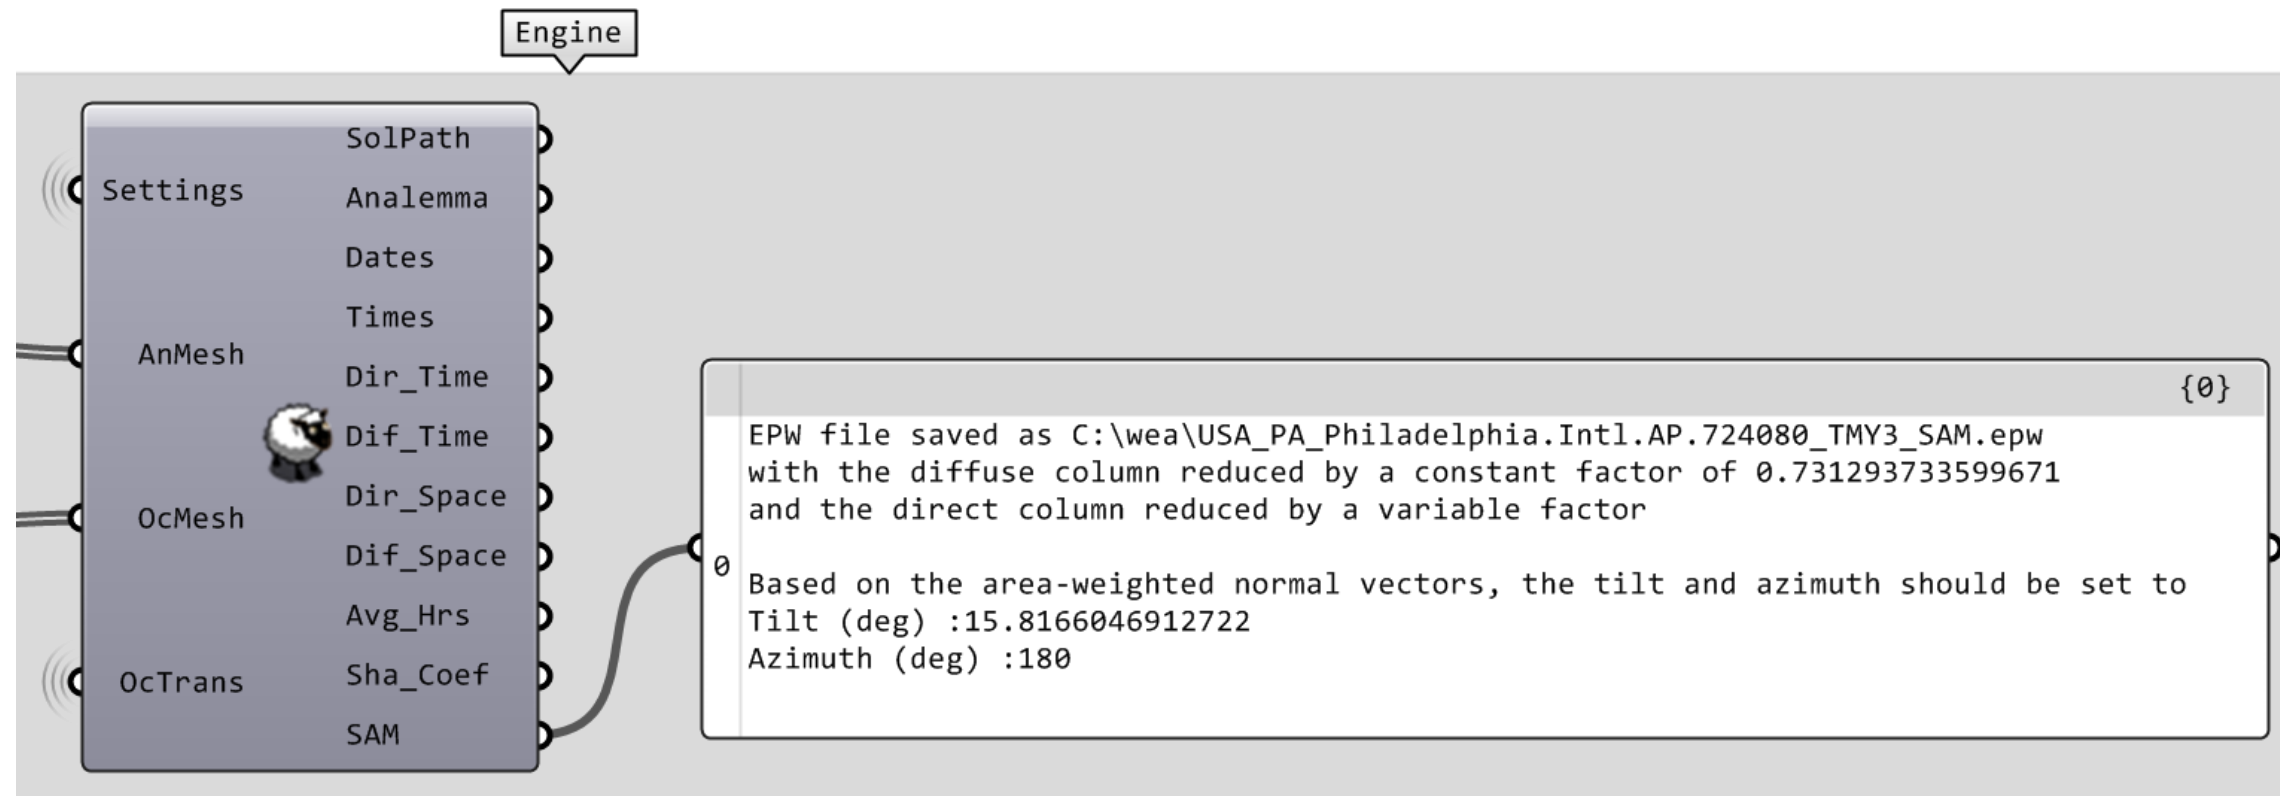 Engine
Settings
AnMesh
OcMesh
OcTrans
SolPath
Analemma
Dates
Times
Dir_Time
Dif_Time
Dir_Space
Dif_Space
Avg_Hrs
Sha_Coef
SAM
{0}
0
EPW file saved as C:\wea\USA_PA_Philadelphia.Intl.AP.724080_TMY3_SAM.epw
with the diffuse column reduced by a constant factor of 0.731293733599671
and the direct column reduced by a variable factor
Based on the area-weighted normal vectors, the tilt and azimuth should be set to
Tilt (deg) :15.8166046912722
Azimuth (deg) :180